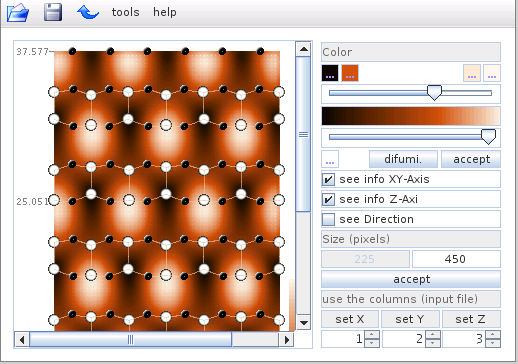 tools help
37.577
25.051
Color
... ... ... ...
... difumi. accept
see info XY-Axis
see info Z-Axi
see Direction
Size (pixels)
225 450
accept
use the columns (input file)
set X set Y set Z
1 2 3